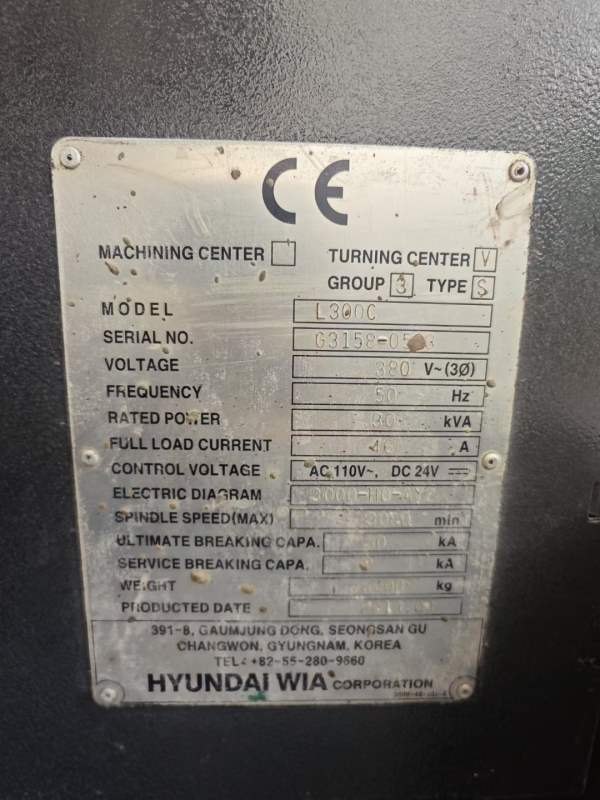 CE
MACHINING CENTER TURNING CENTER V
GROUP 3 TYPE S
MODEL L300C
SERIAL NO.
VOLTAGE 380 V~(3Ø)
FREQUENCY 50 Hz
RATED POWER 30 kVA
FULL LOAD CURRENT 46 A
CONTROL VOLTAGE AC 110V~, DC 24V
ELECTRIC DIAGRAM
SPINDLE SPEED(MAX) min
ULTIMATE BREAKING CAPA. kA
SERVICE BREAKING CAPA. kA
WEIGHT kg
PRODUCTED DATE
391-8, GAUMJUNG DONG, SEONGSAN GU
CHANGWON, GYUNGNAM, KOREA
TEL: +82-55-280-9660
HYUNDAI WIA CORPORATION